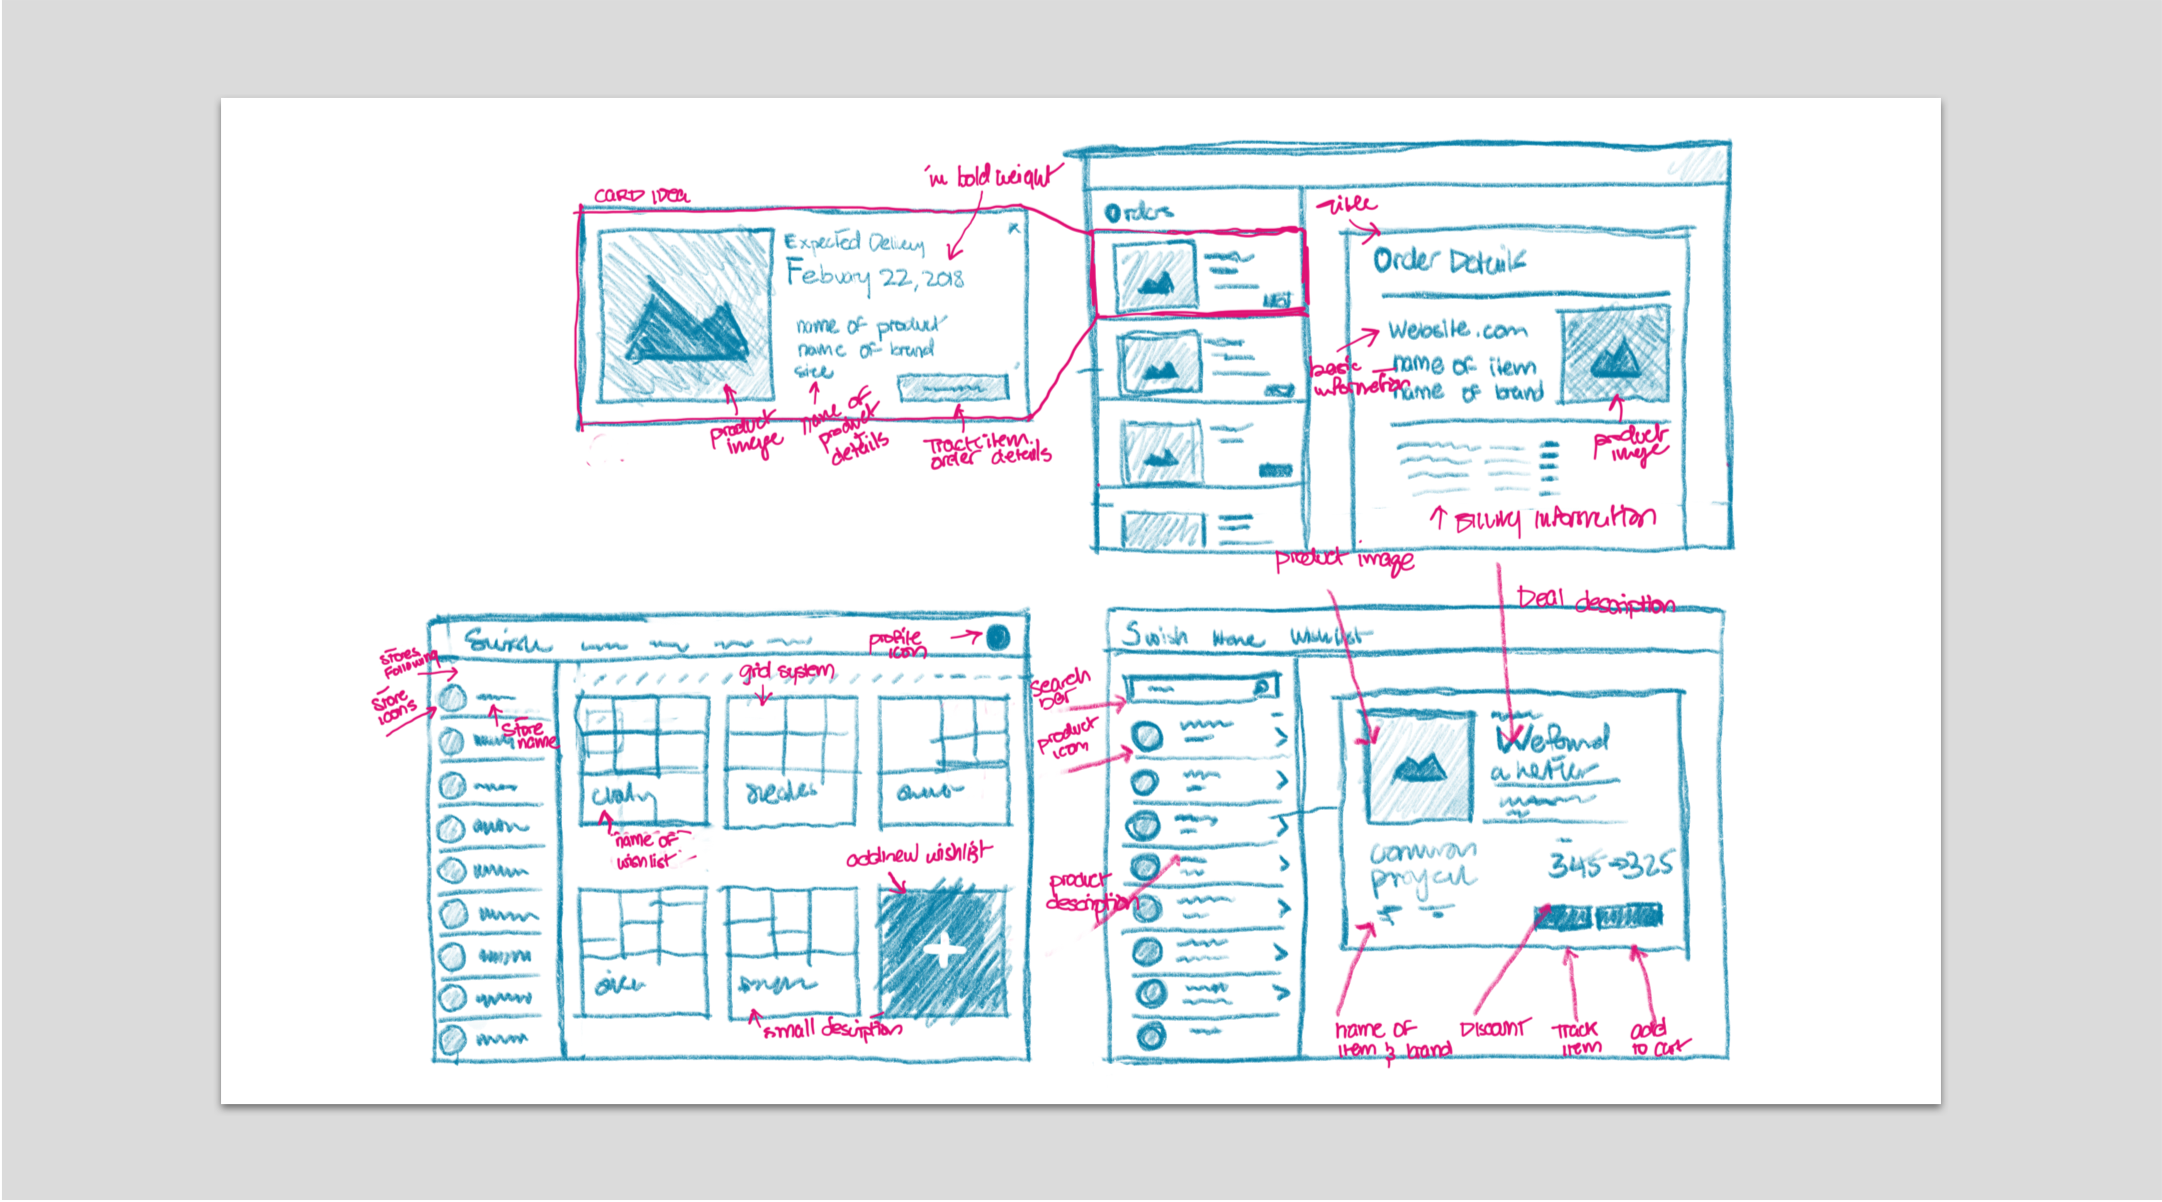 CARD IDEA
in bold weight
Expected Delivery
Febuary 22, 2018
name of product
name of brand
size
product
image
name of
product
details
Track item.
order details
Orders
Title
Order Details
Website.com
name of item
name of brand
basic
information
product
image
Billing Information
Stores
Following
Store
icons
Store
name
Swish
profile
icon
grid system
name of
wishlist
add new wishlist
small desciption
product image
Deal description
Swish Home Wishlist
search
bar
product
icon
product
description
We found
a better
common
project
345 → 325
name of
item & brand
Discount
Track
item
add
to cart